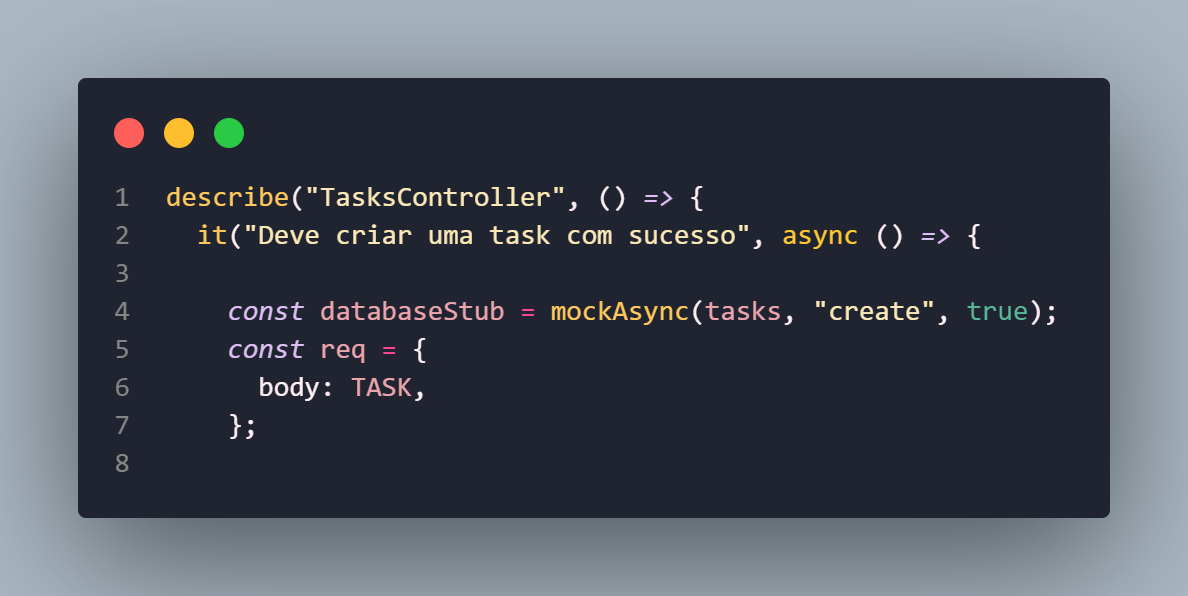 1 describe("TasksController", () => {
2 it("Deve criar uma task com sucesso", async () => {
3
4 const databaseStub = mockAsync(tasks, "create", true);
5 const req = {
6 body: TASK,
7 };
8